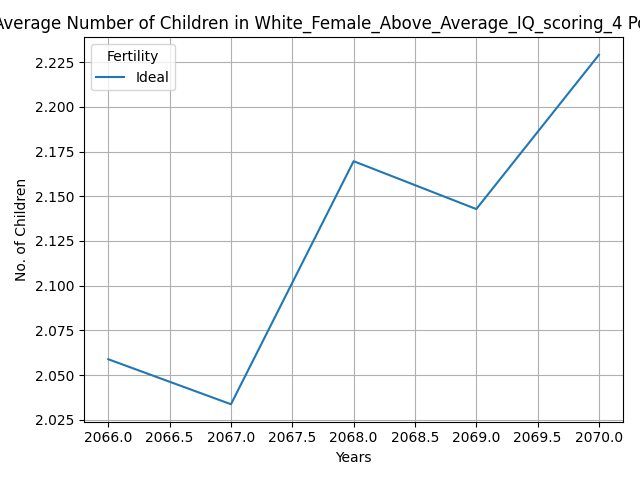 Average Number of Children in White_Female_Above_Average_IQ_scoring_4 Po
Fertility
Ideal
No. of Children
2.225
2.200
2.175
2.150
2.125
2.100
2.075
2.050
2.025
2066.0 2066.5 2067.0 2067.5 2068.0 2068.5 2069.0 2069.5 2070.0
Years